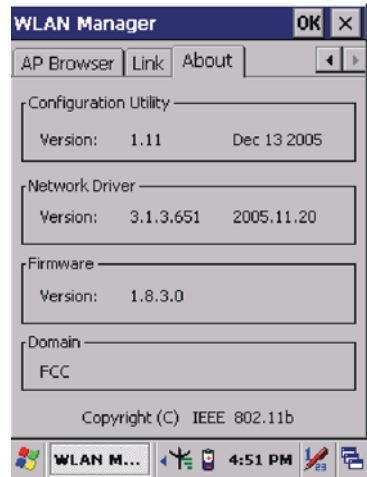 WLAN Manager OK
AP Browser Link About
Configuration Utility
Version: 1.11 Dec 13 2005
Network Driver
Version: 3.1.3.651 2005.11.20
Firmware
Version: 1.8.3.0
Domain
FCC
Copyright (C) IEEE 802.11b
WLAN M... 4:51 PM